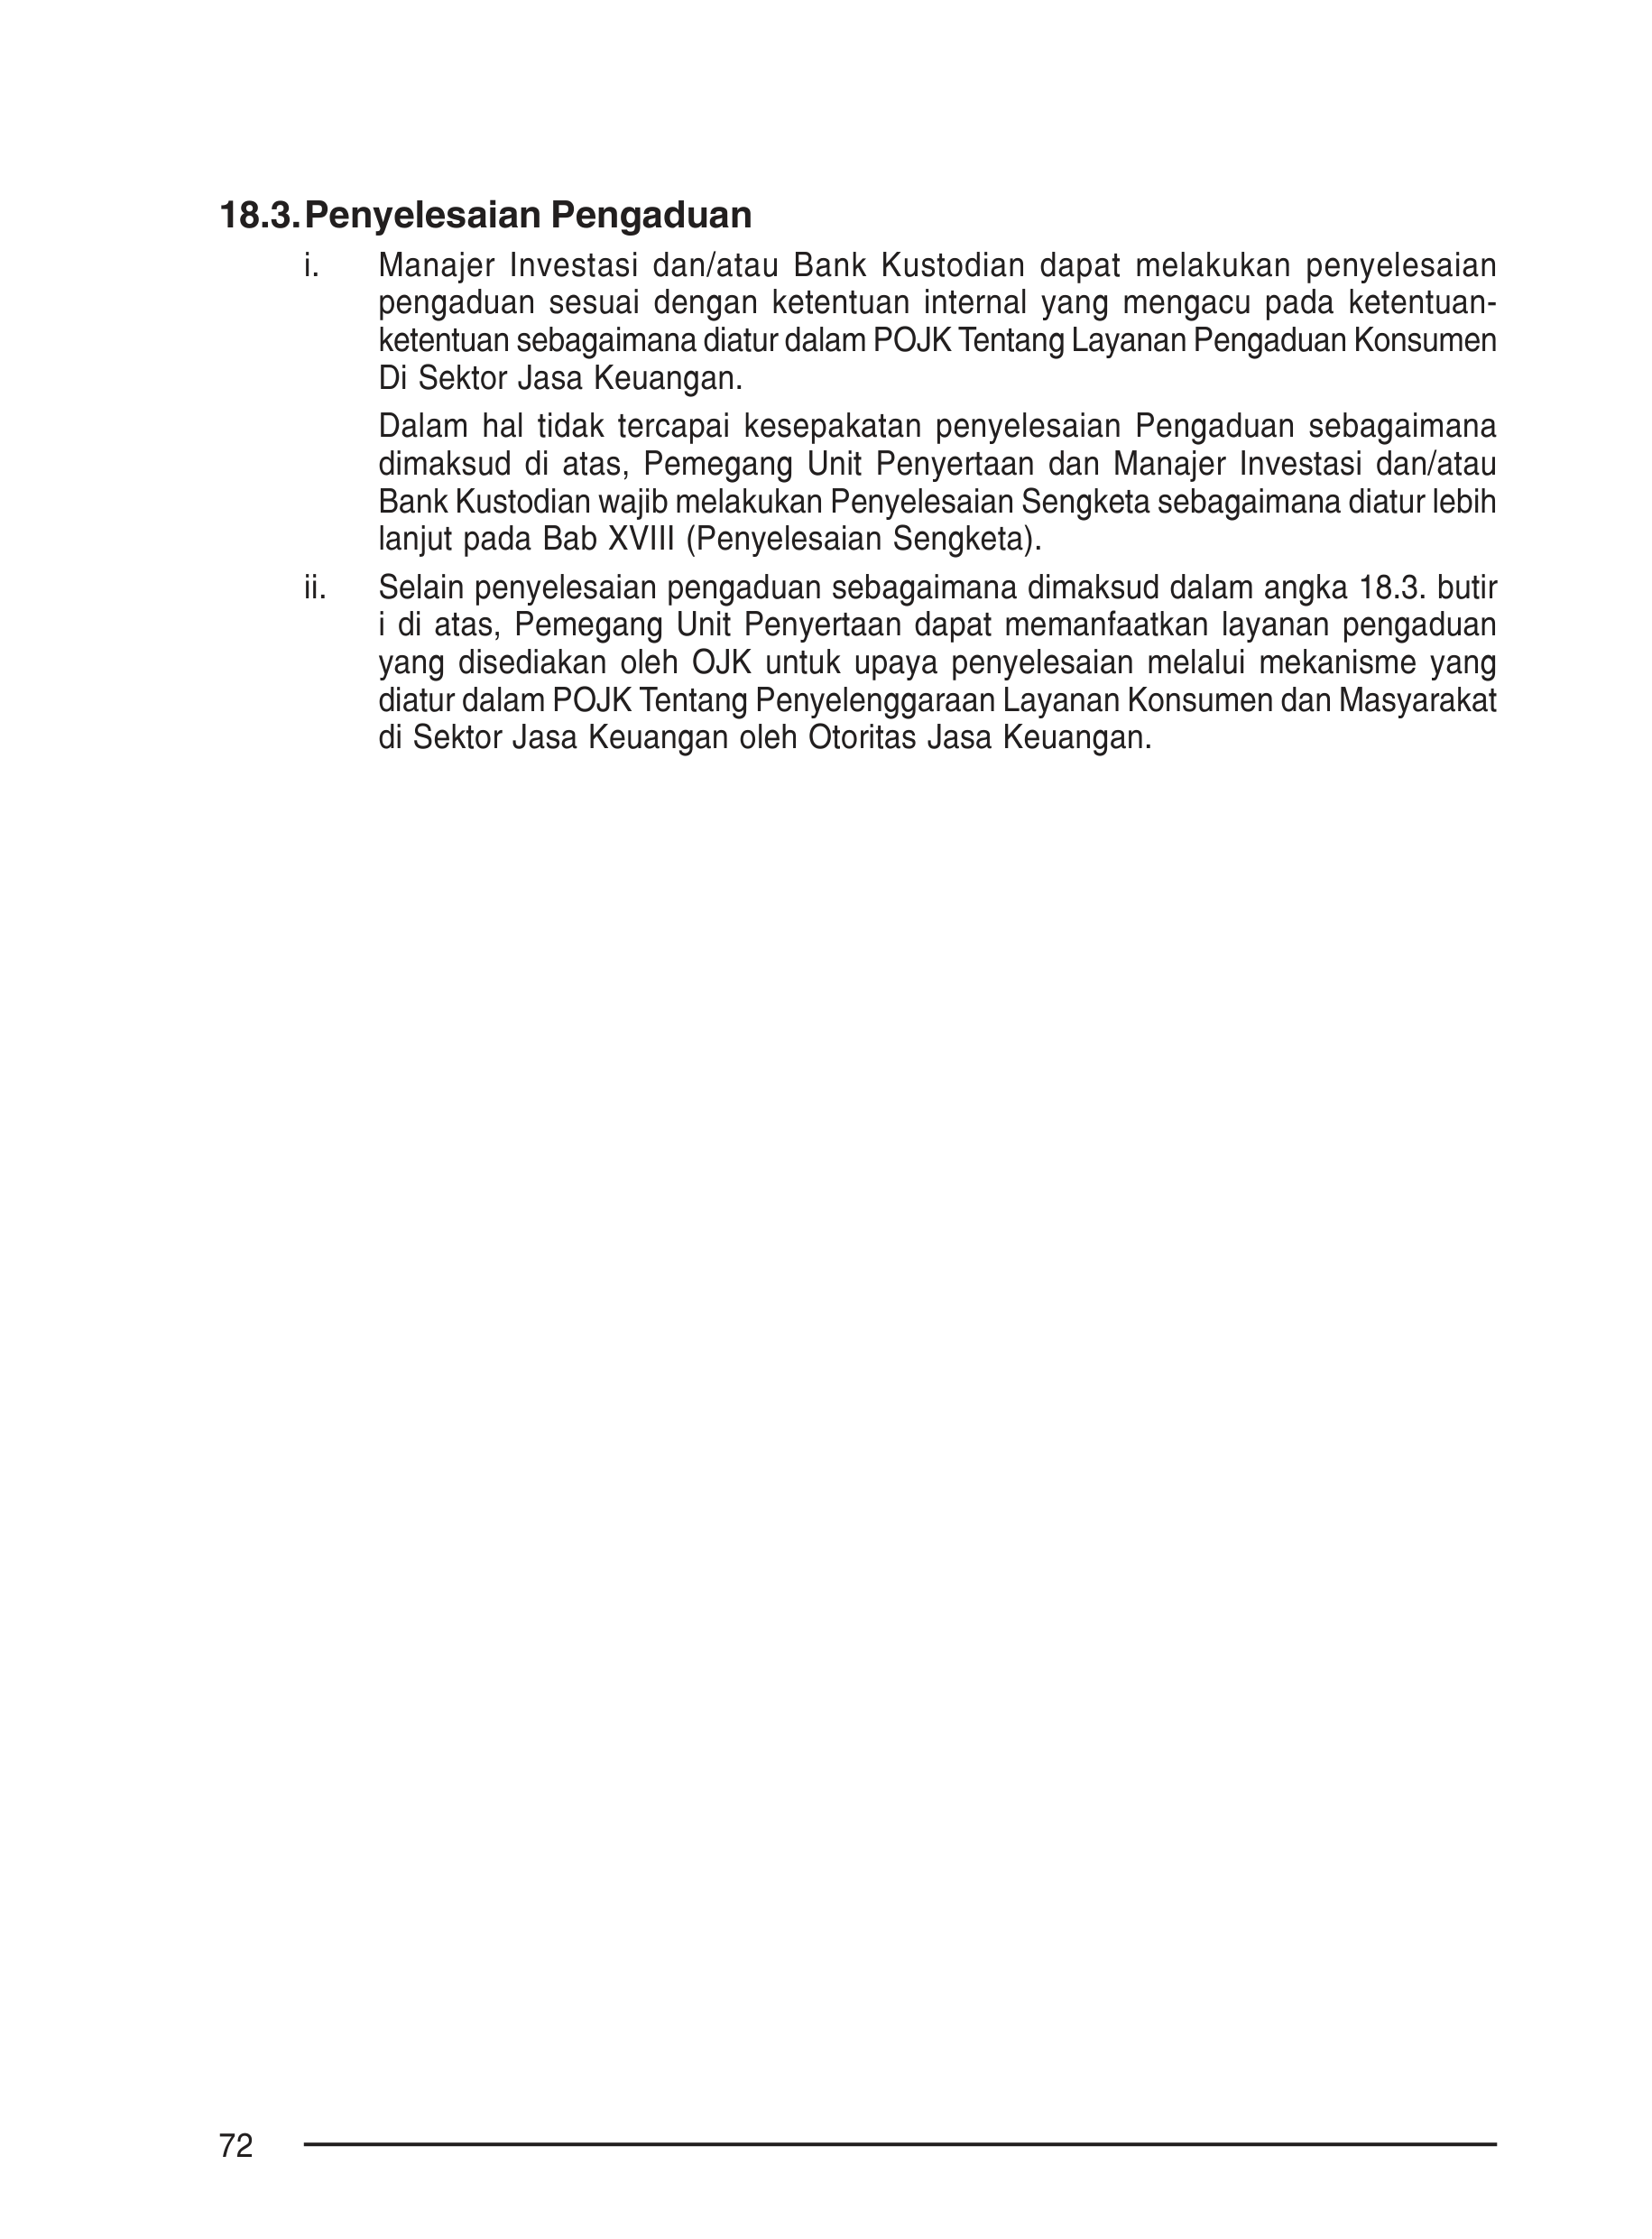 18.3. Penyelesaian Pengaduan
i. Manajer Investasi dan/atau Bank Kustodian dapat melakukan penyelesaian
pengaduan sesuai dengan ketentuan internal yang mengacu pada ketentuan-
ketentuan sebagaimana diatur dalam POJK Tentang Layanan Pengaduan Konsumen
Di Sektor Jasa Keuangan.
Dalam hal tidak tercapai kesepakatan penyelesaian Pengaduan sebagaimana
dimaksud di atas, Pemegang Unit Penyertaan dan Manajer Investasi dan/atau
Bank Kustodian wajib melakukan Penyelesaian Sengketa sebagaimana diatur lebih
lanjut pada Bab XVIII (Penyelesaian Sengketa).
ii. Selain penyelesaian pengaduan sebagaimana dimaksud dalam angka 18.3. butir
i di atas, Pemegang Unit Penyertaan dapat memanfaatkan layanan pengaduan
yang disediakan oleh OJK untuk upaya penyelesaian melalui mekanisme yang
diatur dalam POJK Tentang Penyelenggaraan Layanan Konsumen dan Masyarakat
di Sektor Jasa Keuangan oleh Otoritas Jasa Keuangan.
72